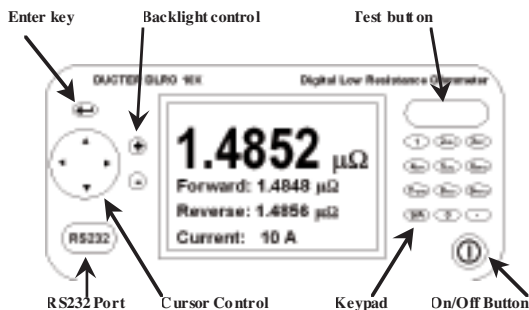 Enter key
Backlight control
Test button
DUCTER DLRO 10X
Digital Low Resistance Ohmmeter
1.4852 µΩ
Forward: 1.4848 µΩ
Reverse: 1.4856 µΩ
Current: 10 A
RS232
RS232 Port
Cursor Control
Keypad
On/Off Button